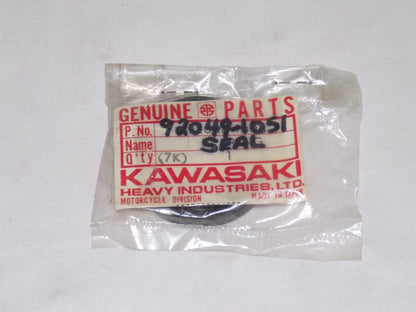 GENUINE PARTS
P. No. 92049-1051
Name SEAL
Q'ty (7K) 1
KAWASAKI
HEAVY INDUSTRIES, LTD.
MOTORCYCLE DIVISION MADE IN JAPAN